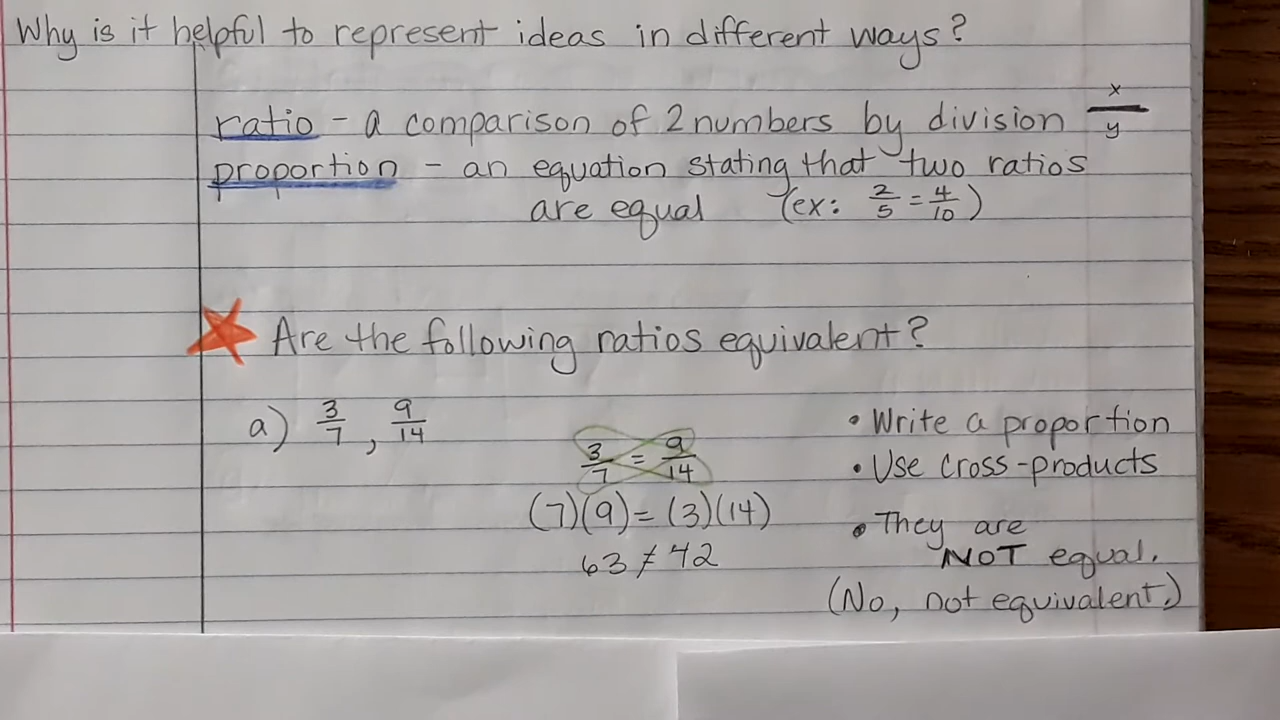 Why is it helpful to represent ideas in different ways?
ratio - a comparison of 2 numbers by division x/y
proportion - an equation stating that two ratios
are equal (ex: 2/5 = 4/10)
Are the following ratios equivalent?
a) 3/7, 9/14
3/7 = 9/14
(7)(9) = (3)(14)
63 ≠ 42
• Write a proportion
• Use cross-products
• They are
NOT equal.
(No, not equivalent.)